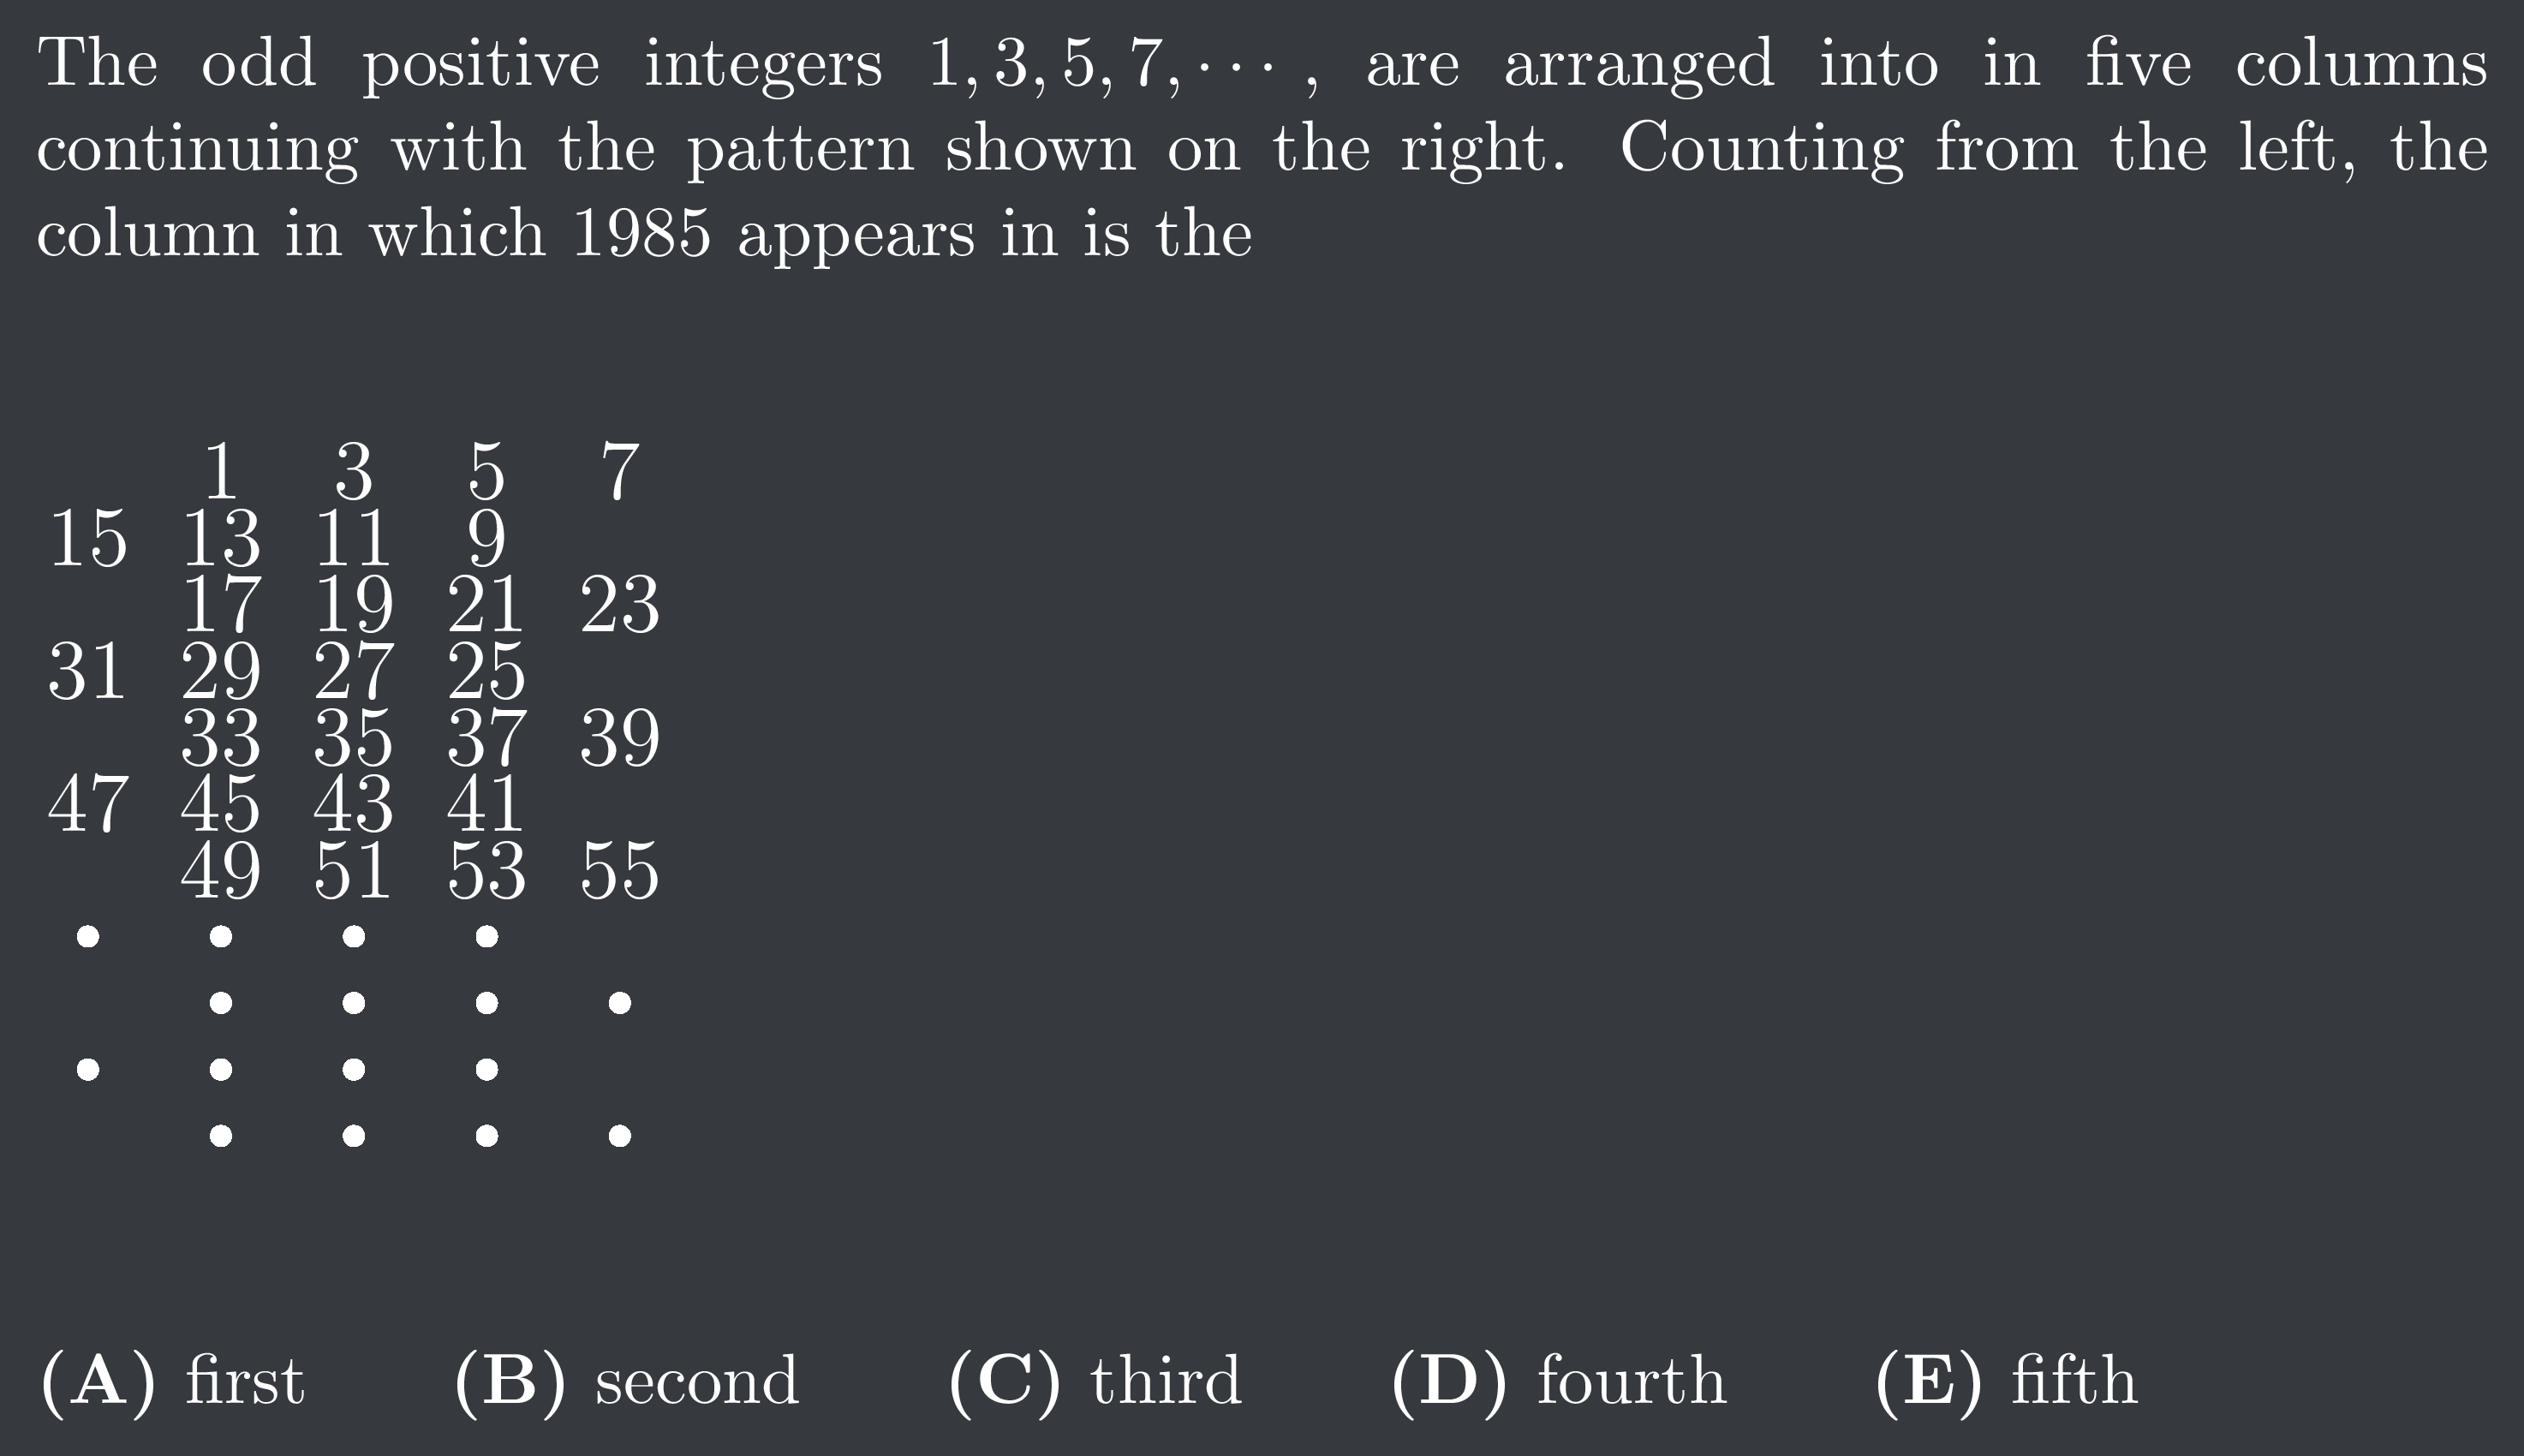 The odd positive integers 1, 3, 5, 7, · · · , are arranged into in five columns
continuing with the pattern shown on the right. Counting from the left, the
column in which 1985 appears in is the
1 3 5 7
15 13 11 9
17 19 21 23
31 29 27 25
33 35 37 39
47 45 43 41
49 51 53 55
• • • •
• • • •
• • • •
• • • •
(A) first (B) second (C) third (D) fourth (E) fifth